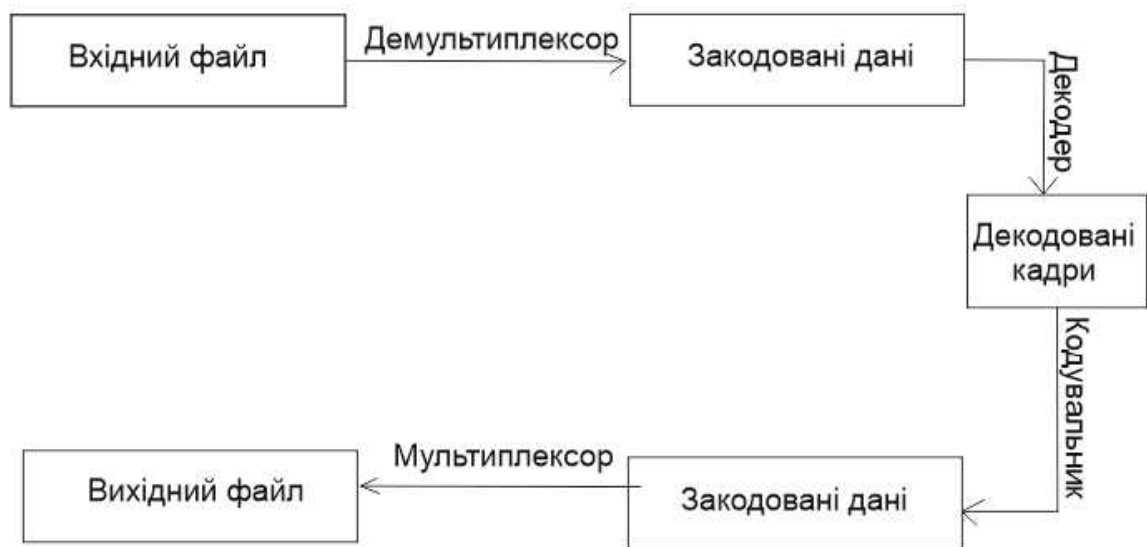 Вхідний файл
Демультиплексор
Закодовані дані
Декодер
Декодовані
кадри
Кодувальник
Закодовані дані
Мультиплексор
Вихідний файл